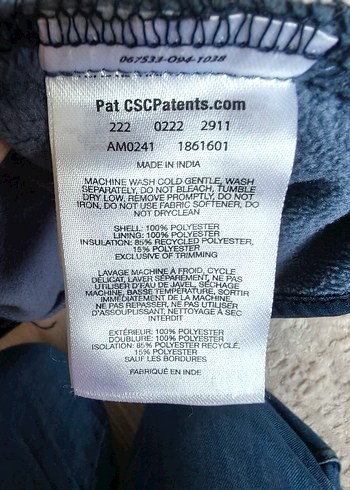 067533-094-1038
Pat CSCPatents.com
222 0222 2911
AM0241 1861601
MADE IN INDIA
MACHINE WASH COLD GENTLE, WASH
SEPARATELY, DO NOT BLEACH, TUMBLE
DRY LOW, REMOVE PROMPTLY, DO NOT
IRON, DO NOT USE FABRIC SOFTENER, DO
NOT DRYCLEAN
SHELL: 100% POLYESTER
LINING: 100% POLYESTER
INSULATION: 85% RECYCLED POLYESTER,
15% POLYESTER
EXCLUSIVE OF TRIMMING
LAVAGE MACHINE À FROID, CYCLE
DÉLICAT, LAVER SÉPARÉMENT, NE PAS
UTILISER D'EAU DE JAVEL, SÉCHAGE
MACHINE, BASSE TEMPÉRATURE, SORTIR
IMMÉDIATEMENT DE LA MACHINE,
NE PAS REPASSER, NE PAS UTILISER
D'ASSOUPLISSANT, NETTOYAGE À SEC
INTERDIT
EXTÉRIEUR: 100% POLYESTER
DOUBLURE: 100% POLYESTER
ISOLATION: 85% POLYESTER RECYCLÉ,
15% POLYESTER
SAUF LES BORDURES
FABRIQUÉ EN INDE